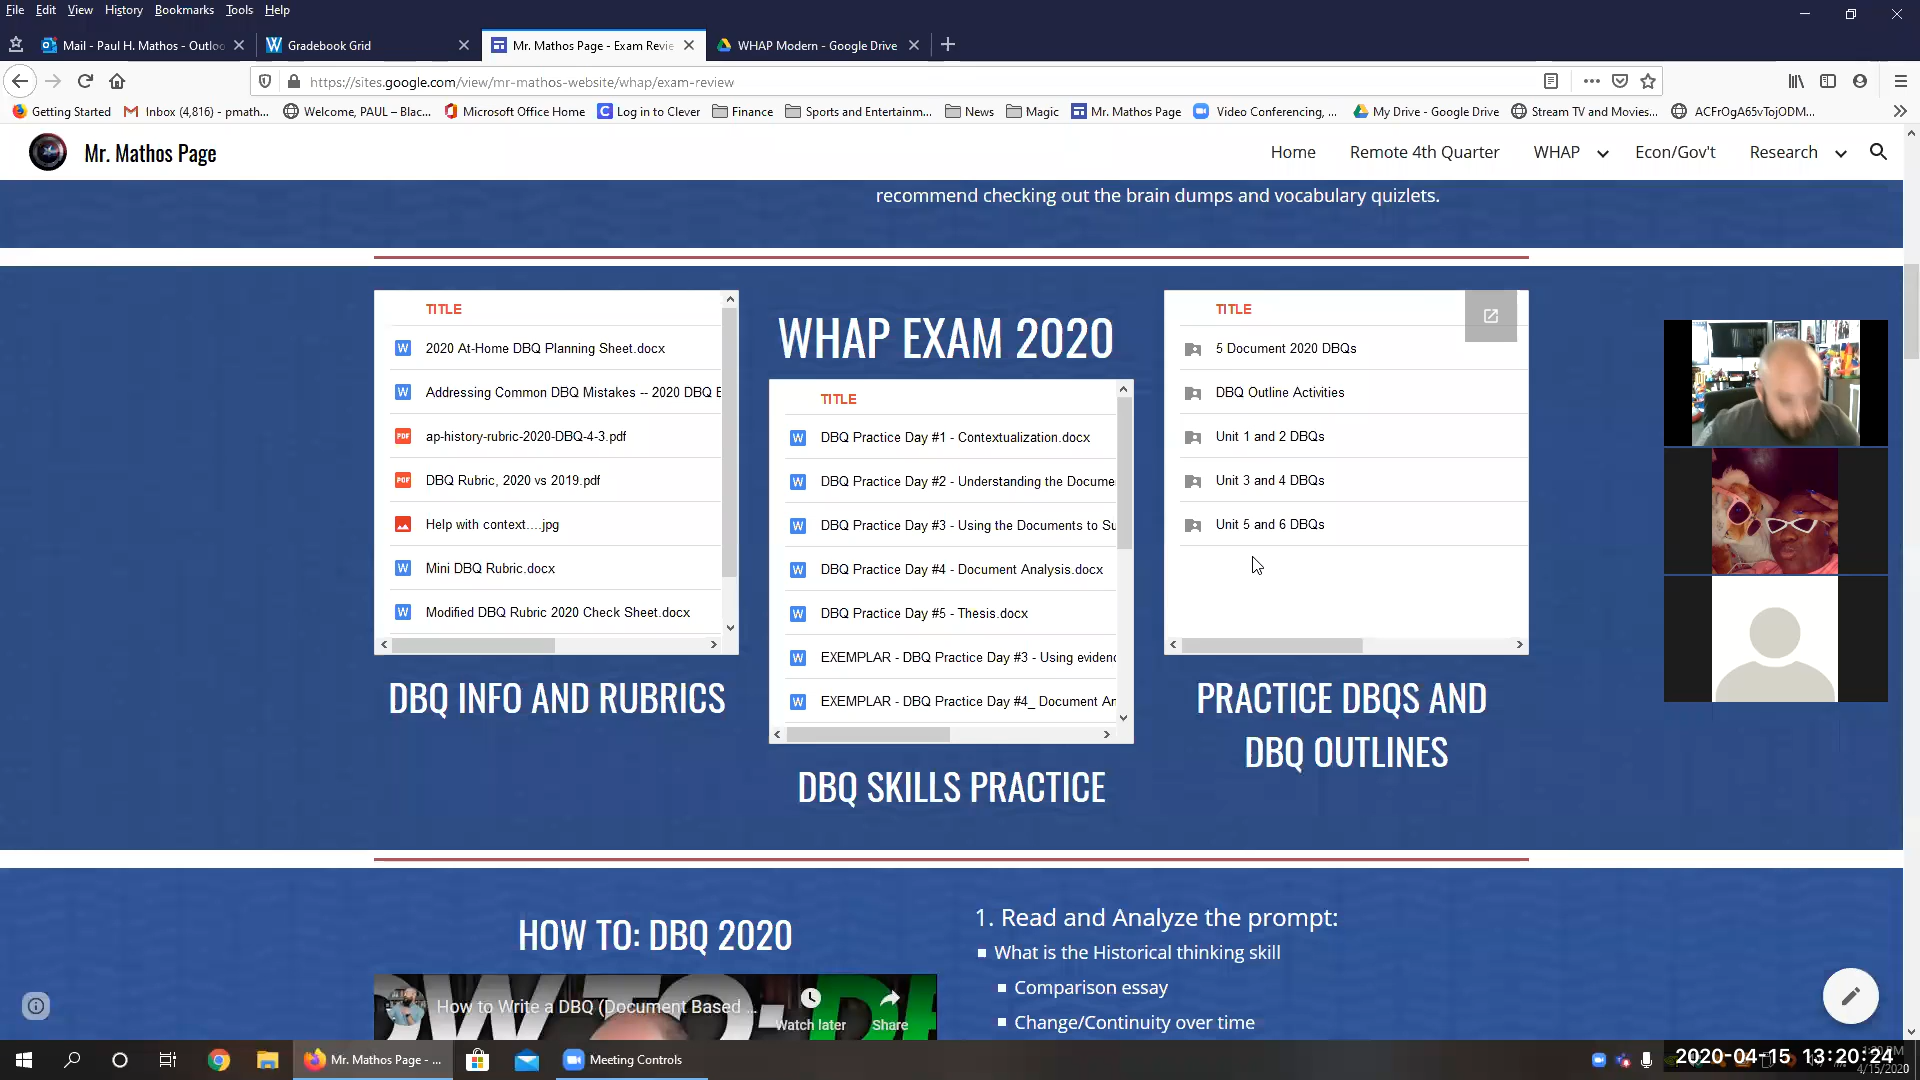 File Edit View History Bookmarks Tools Help
Mail - Paul H. Mathos - Outlo
Gradebook Grid
Mr. Mathos Page - Exam Revie
WHAP Modern - Google Drive
https://sites.google.com/view/mr-mathos-website/whap/exam-review
Getting Started
Inbox (4,816) - pmath...
Welcome, PAUL – Blac...
Microsoft Office Home
Log in to Clever
Finance
Sports and Entertainm...
News
Magic
Mr. Mathos Page
Video Conferencing, ...
My Drive - Google Drive
Stream TV and Movies...
ACFrOgA65vTojODM...
Mr. Mathos Page
Home
Remote 4th Quarter
WHAP
Econ/Gov't
Research
recommend checking out the brain dumps and vocabulary quizlets.
TITLE
2020 At-Home DBQ Planning Sheet.docx
Addressing Common DBQ Mistakes -- 2020 DBQ E
ap-history-rubric-2020-DBQ-4-3.pdf
DBQ Rubric, 2020 vs 2019.pdf
Help with context....jpg
Mini DBQ Rubric.docx
Modified DBQ Rubric 2020 Check Sheet.docx
DBQ INFO AND RUBRICS
WHAP EXAM 2020
TITLE
DBQ Practice Day #1 - Contextualization.docx
DBQ Practice Day #2 - Understanding the Docume
DBQ Practice Day #3 - Using the Documents to Su
DBQ Practice Day #4 - Document Analysis.docx
DBQ Practice Day #5 - Thesis.docx
EXEMPLAR - DBQ Practice Day #3 - Using evidenc
EXEMPLAR - DBQ Practice Day #4_ Document An
DBQ SKILLS PRACTICE
TITLE
5 Document 2020 DBQs
DBQ Outline Activities
Unit 1 and 2 DBQs
Unit 3 and 4 DBQs
Unit 5 and 6 DBQs
PRACTICE DBQS AND
DBQ OUTLINES
HOW TO: DBQ 2020
How to Write a DBQ (Document Based ...
Watch later
Share
1. Read and Analyze the prompt:
What is the Historical thinking skill
Comparison essay
Change/Continuity over time
Mr. Mathos Page - ...
Meeting Controls
2020-04-15 13:20:24
4/15/2020